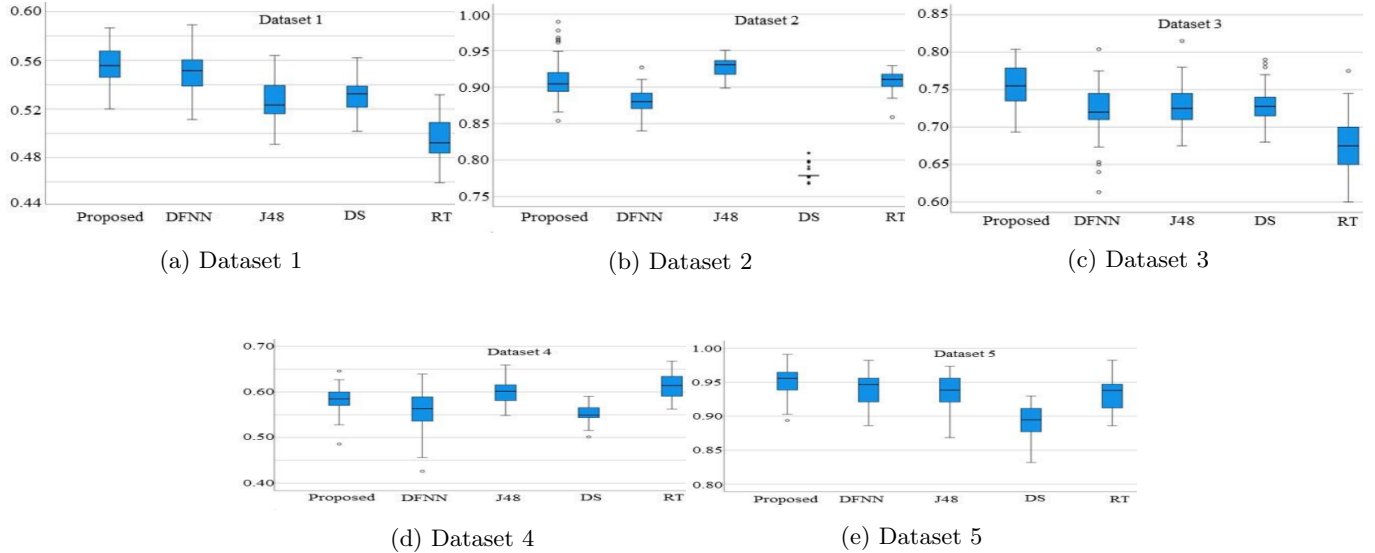 Dataset 1
0.60
0.56
0.52
0.48
0.44
Proposed DFNN J48 DS RT
(a) Dataset 1
Dataset 2
1.00
0.95
0.90
0.85
0.80
0.75
Proposed DFNN J48 DS RT
(b) Dataset 2
Dataset 3
0.85
0.80
0.75
0.70
0.65
0.60
Proposed DFNN J48 DS RT
(c) Dataset 3
Dataset 4
0.70
0.60
0.50
0.40
Proposed DFNN J48 DS RT
(d) Dataset 4
Dataset 5
1.00
0.95
0.90
0.85
0.80
Proposed DFNN J48 DS RT
(e) Dataset 5